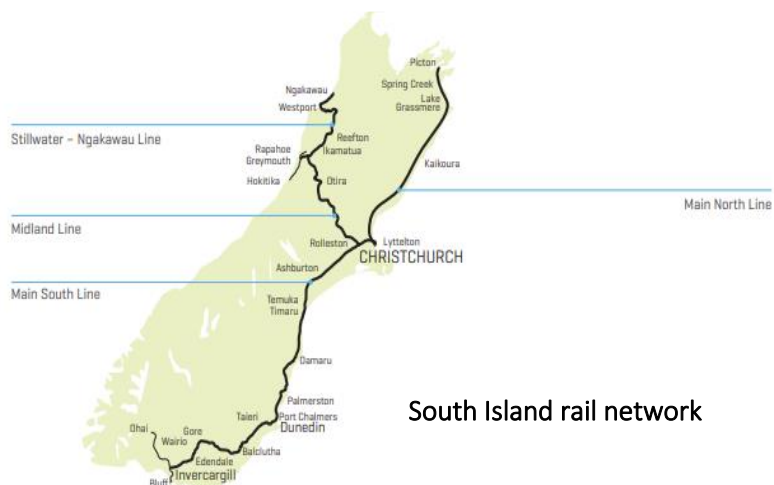 Picton
Spring Creek
Lake
Grassmere
Ngakawau
Westport
Stillwater – Ngakawau Line
Reefton
Ikamatua
Rapahoe
Greymouth
Hokitika
Otira
Kaikoura
Main North Line
Midland Line
Rolleston
Lyttelton
CHRISTCHURCH
Ashburton
Main South Line
Temuka
Timaru
Damaru
Palmerston
Port Chalmers
Taieri
Dunedin
South Island rail network
Ohai
Gore
Wairio
Balclutha
Edendale
Invercargill
Bluff